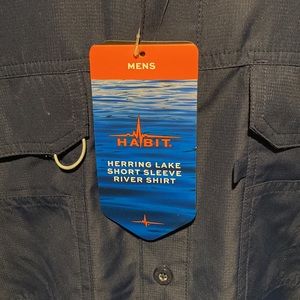 MENS
HABIT.
HERRING LAKE
SHORT SLEEVE
RIVER SHIRT